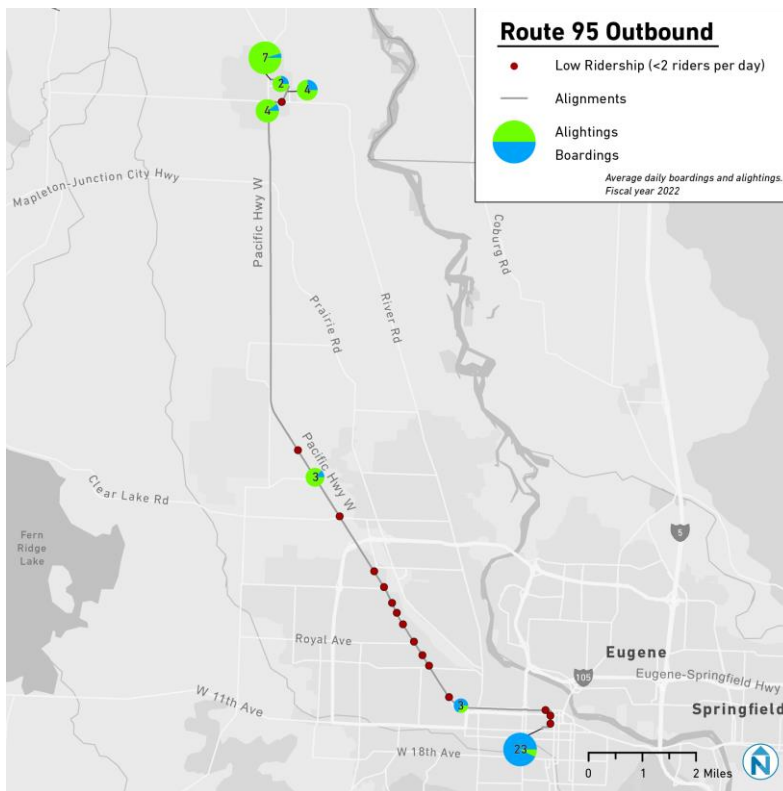 Route 95 Outbound
Low Ridership (<2 riders per day)
Alignments
Alightings
Boardings
Average daily boardings and alightings.
Fiscal year 2022
7
2
4
4
Mapleton-Junction City Hwy
Pacific Hwy W
Coburg Rd
Prairie Rd
River Rd
Pacific Hwy W
3
Clear Lake Rd
Fern
Ridge
Lake
5
Royal Ave
Eugene
105
Eugene-Springfield Hwy
W 11th Ave
3
Springfield
W 18th Ave
23
0 1 2 Miles
N